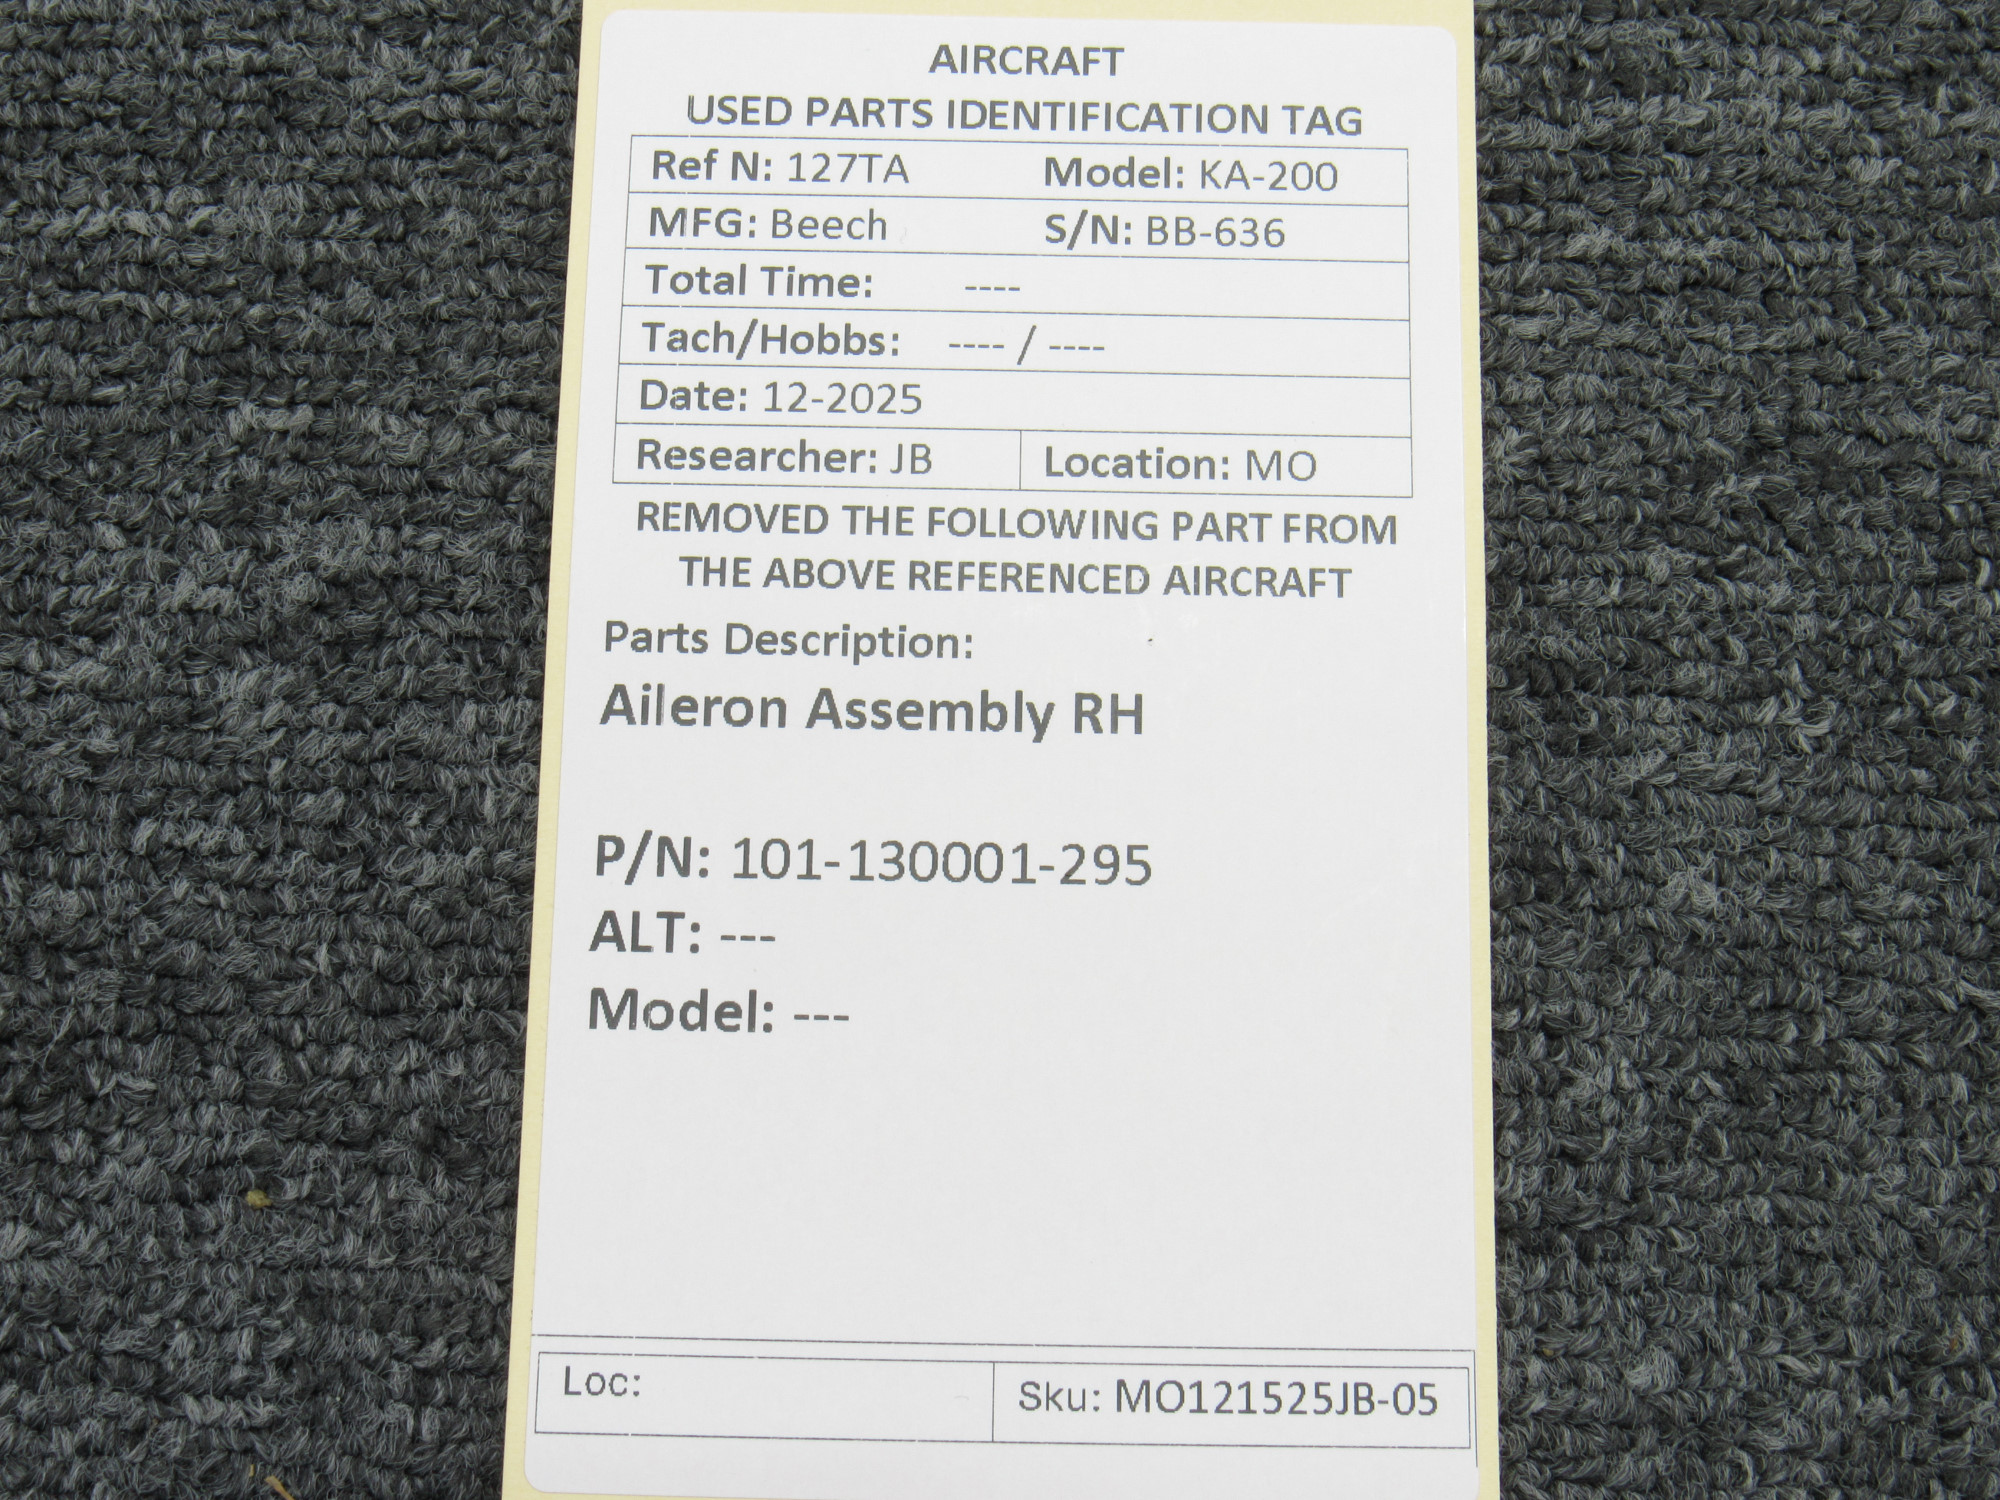 AIRCRAFT
USED PARTS IDENTIFICATION TAG
Ref N: 127TA Model: KA-200
MFG: Beech S/N: BB-636
Total Time: ----
Tach/Hobbs: ---- / ----
Date: 12-2025
Researcher: JB Location: MO
REMOVED THE FOLLOWING PART FROM
THE ABOVE REFERENCED AIRCRAFT
Parts Description:
Aileron Assembly RH
P/N: 101-130001-295
ALT: ---
Model: ---
Loc: Sku: MO121525JB-05